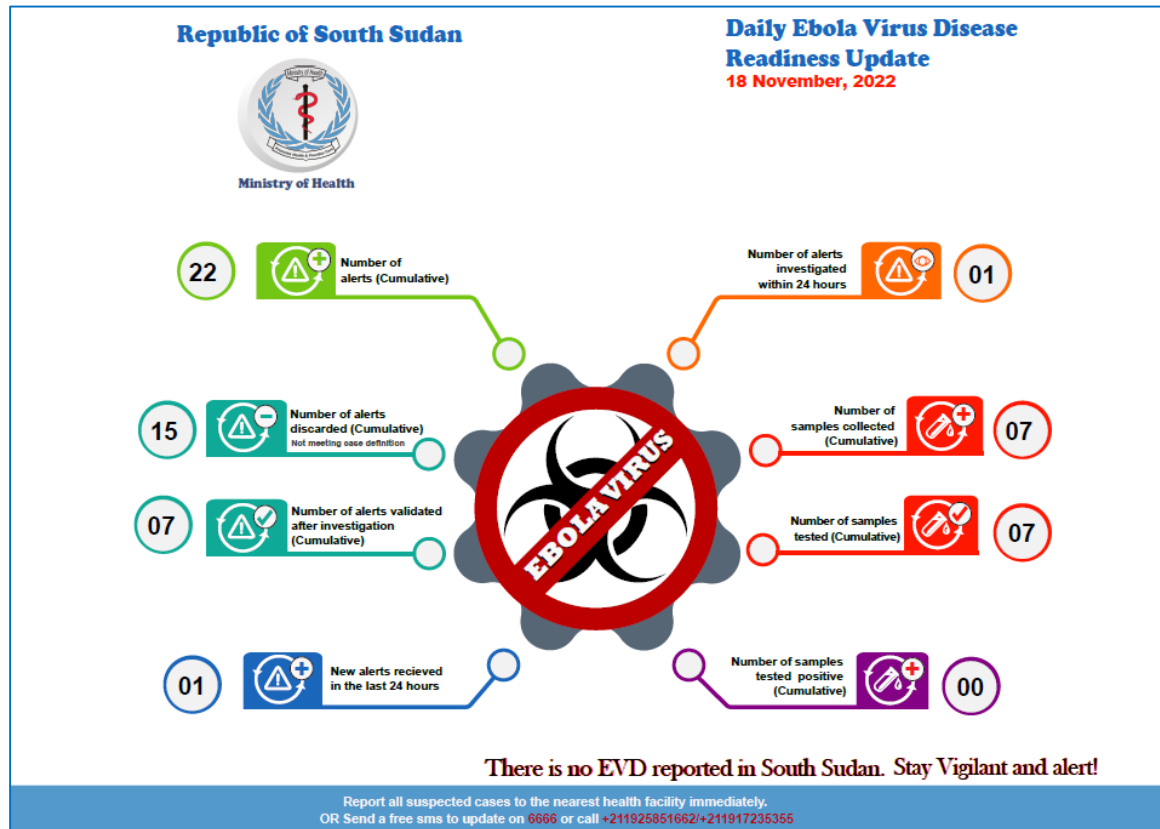 Republic of South Sudan
Ministry of Health
Ministry of Health
Daily Ebola Virus Disease
Readiness Update
18 November, 2022
22
Number of
alerts (Cumulative)
Number of alerts
investigated
within 24 hours
01
15
Number of alerts
discarded (Cumulative)
Not meeting case definition
Number of
samples collected
(Cumulative)
07
07
Number of alerts validated
after investigation
(Cumulative)
Number of samples
tested (Cumulative)
07
EBOLA VIRUS
01
New alerts recieved
in the last 24 hours
Number of samples
tested positive
(Cumulative)
00
There is no EVD reported in South Sudan. Stay Vigilant and alert!
Report all suspected cases to the nearest health facility immediately.
OR Send a free sms to update on 6666 or call +211925851662/+211917235355